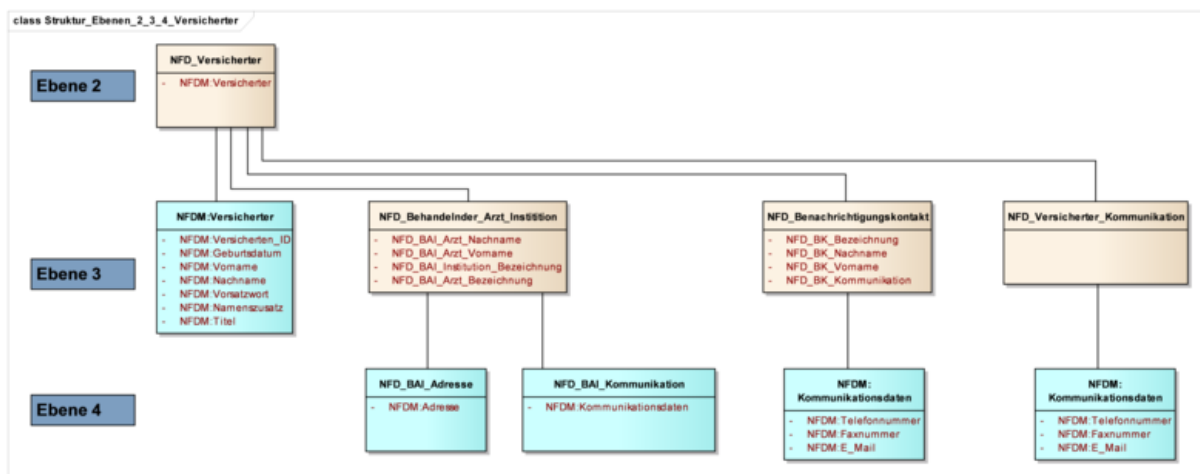 class Struktur_Ebenen_2_3_4_Versicherter
Ebene 2
NFD_Versicherter
- NFDM:Versicherter
Ebene 3
NFDM:Versicherter
- NFDM:Versicherten_ID
- NFDM:Geburtsdatum
- NFDM:Vorname
- NFDM:Nachname
- NFDM:Vorsatzwort
- NFDM:Namenszusatz
- NFDM:Titel
NFD_Behandelnder_Arzt_Institition
- NFD_BAI_Arzt_Nachname
- NFD_BAI_Arzt_Vorname
- NFD_BAI_Institution_Bezeichnung
- NFD_BAI_Arzt_Bezeichnung
NFD_Benachrichtigungskontakt
- NFD_BK_Bezeichnung
- NFD_BK_Nachname
- NFD_BK_Vorname
- NFD_BK_Kommunikation
NFD_Versicherter_Kommunikation
Ebene 4
NFD_BAI_Adresse
- NFDM:Adresse
NFD_BAI_Kommunikation
- NFDM:Kommunikationsdaten
NFDM:
Kommunikationsdaten
- NFDM:Telefonnummer
- NFDM:Faxnummer
- NFDM:E_Mail
NFDM:
Kommunikationsdaten
- NFDM:Telefonnummer
- NFDM:Faxnummer
- NFDM:E_Mail